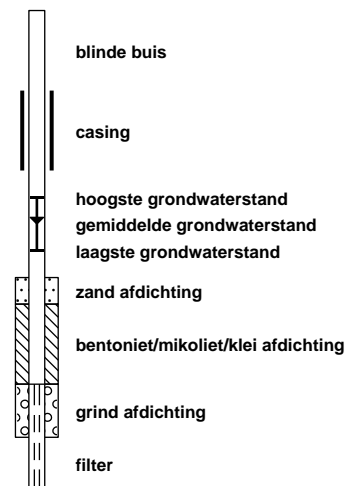 blinde buis
casing
hoogste grondwaterstand
gemiddelde grondwaterstand
laagste grondwaterstand
zand afdichting
bentoniet/mikoliet/klei afdichting
grind afdichting
filter